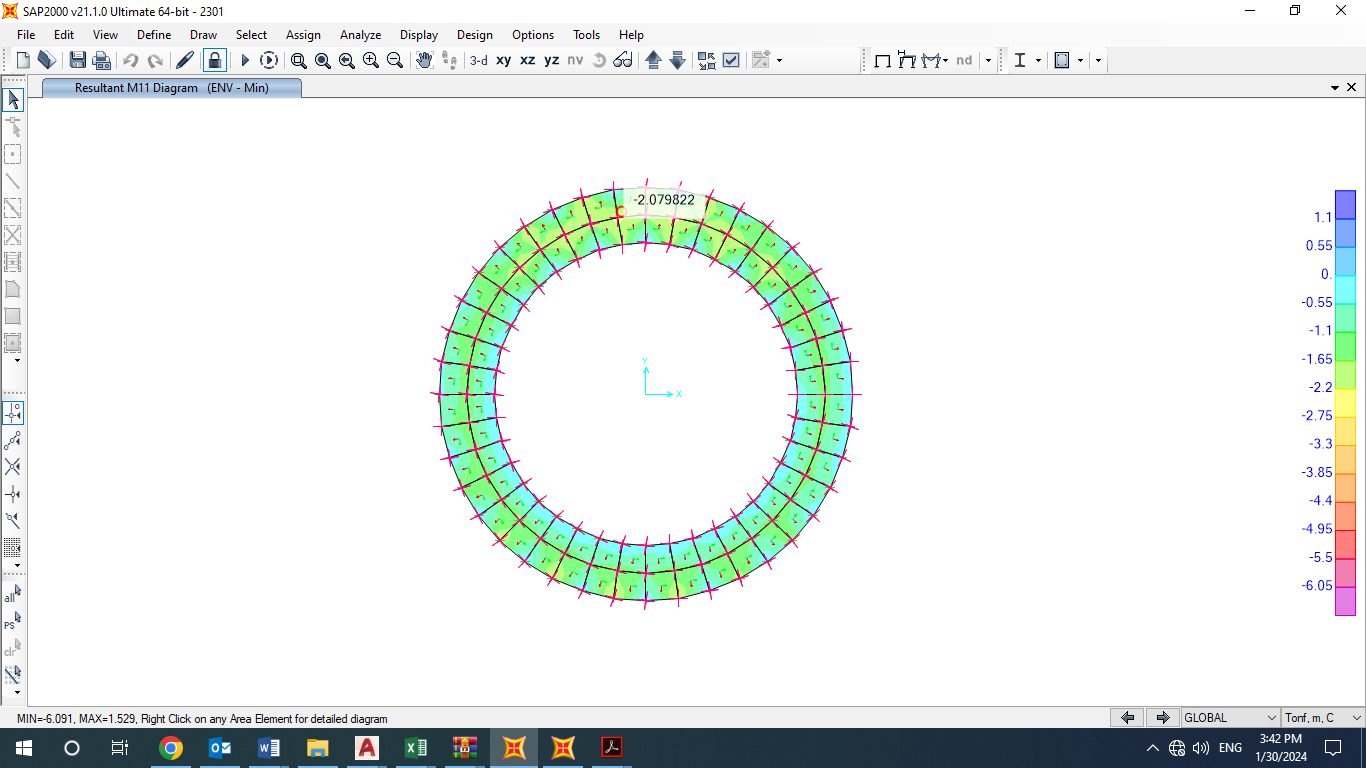 SAP2000 v21.1.0 Ultimate 64-bit - 2301
File Edit View Define Draw Select Assign Analyze Display Design Options Tools Help
3-d xy xz yz nv nd
Resultant M11 Diagram (ENV - Min)
-2.079822
1.1
0.55
0.
-0.55
-1.1
-1.65
-2.2
-2.75
-3.3
-3.85
-4.4
-4.95
-5.5
-6.05
Y
X
all
PS
clr
MIN=-6.091, MAX=1.529, Right Click on any Area Element for detailed diagram
GLOBAL
Tonf, m, C
ENG
3:42 PM
1/30/2024